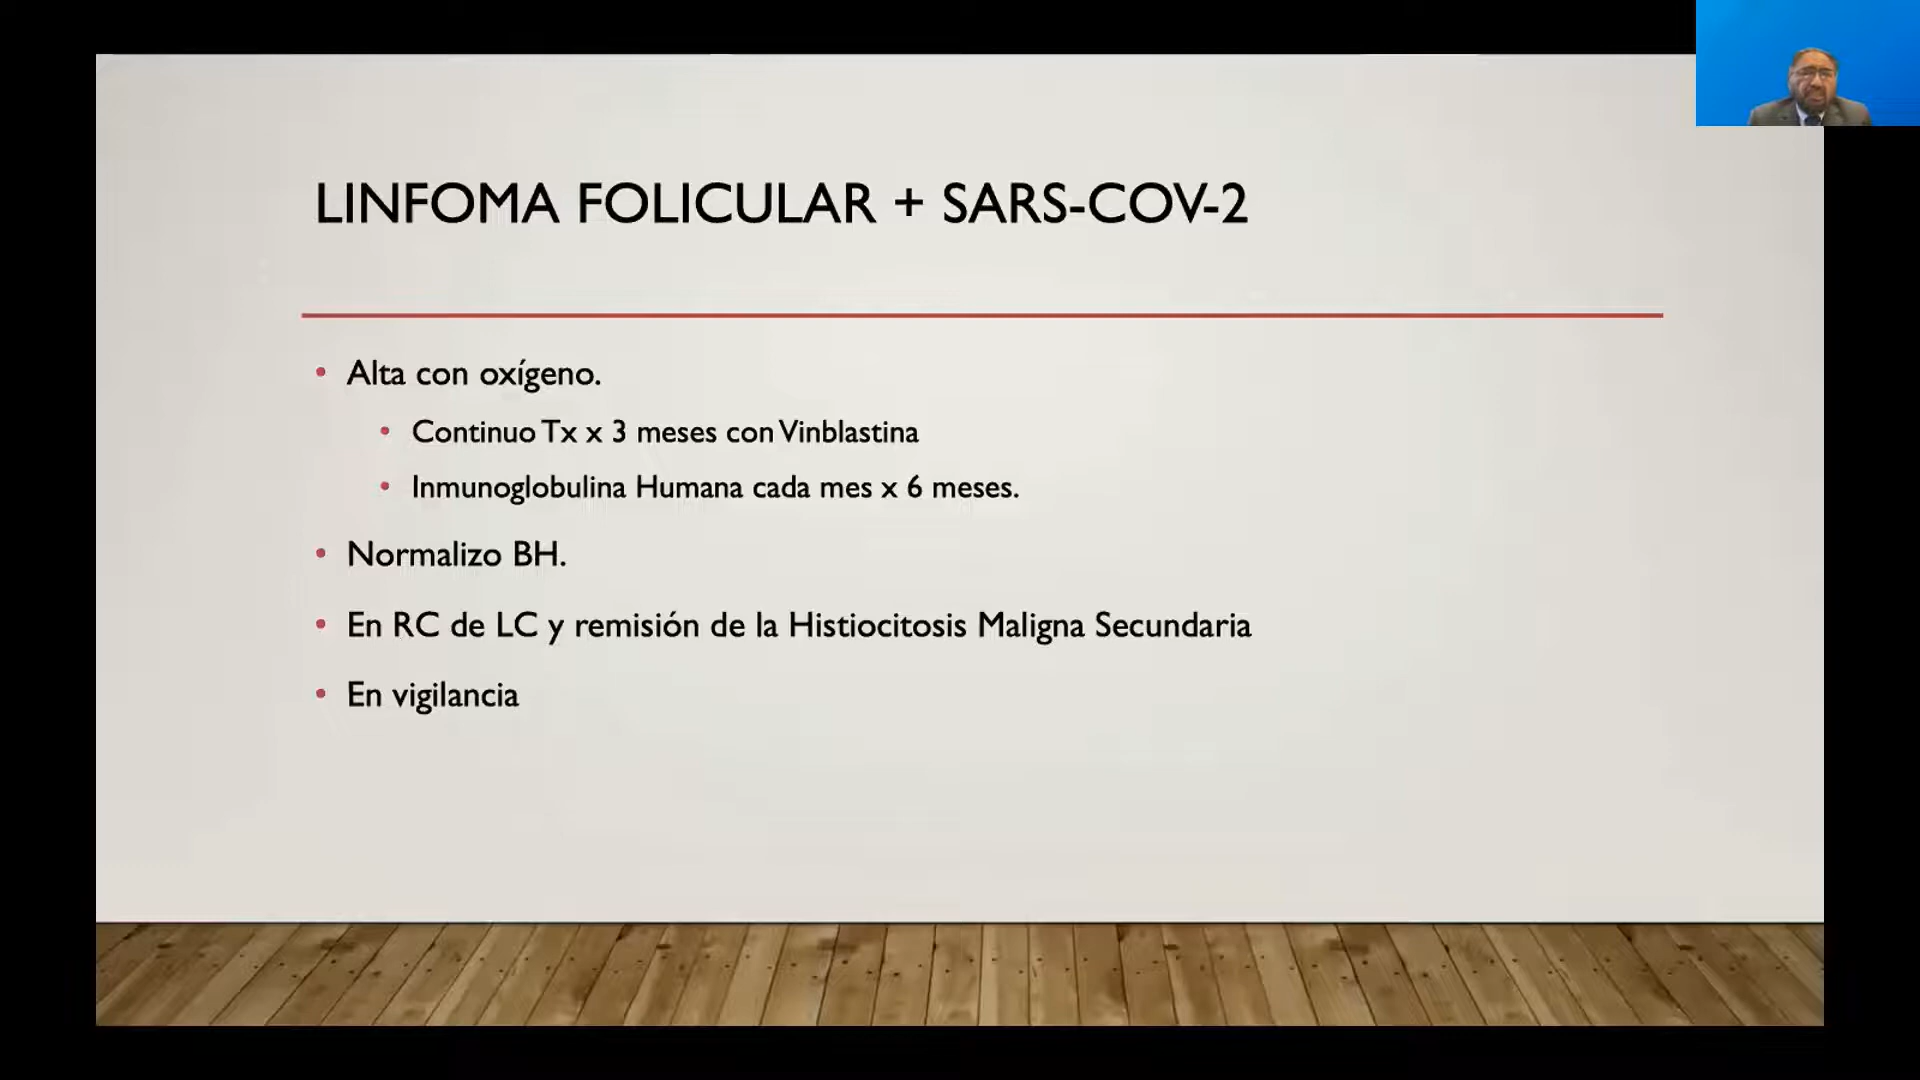 LINFOMA FOLICULAR + SARS-COV-2
• Alta con oxígeno.
• Continuo Tx x 3 meses con Vinblastina
• Inmunoglobulina Humana cada mes x 6 meses.
• Normalizo BH.
• En RC de LC y remisión de la Histiocitosis Maligna Secundaria
• En vigilancia